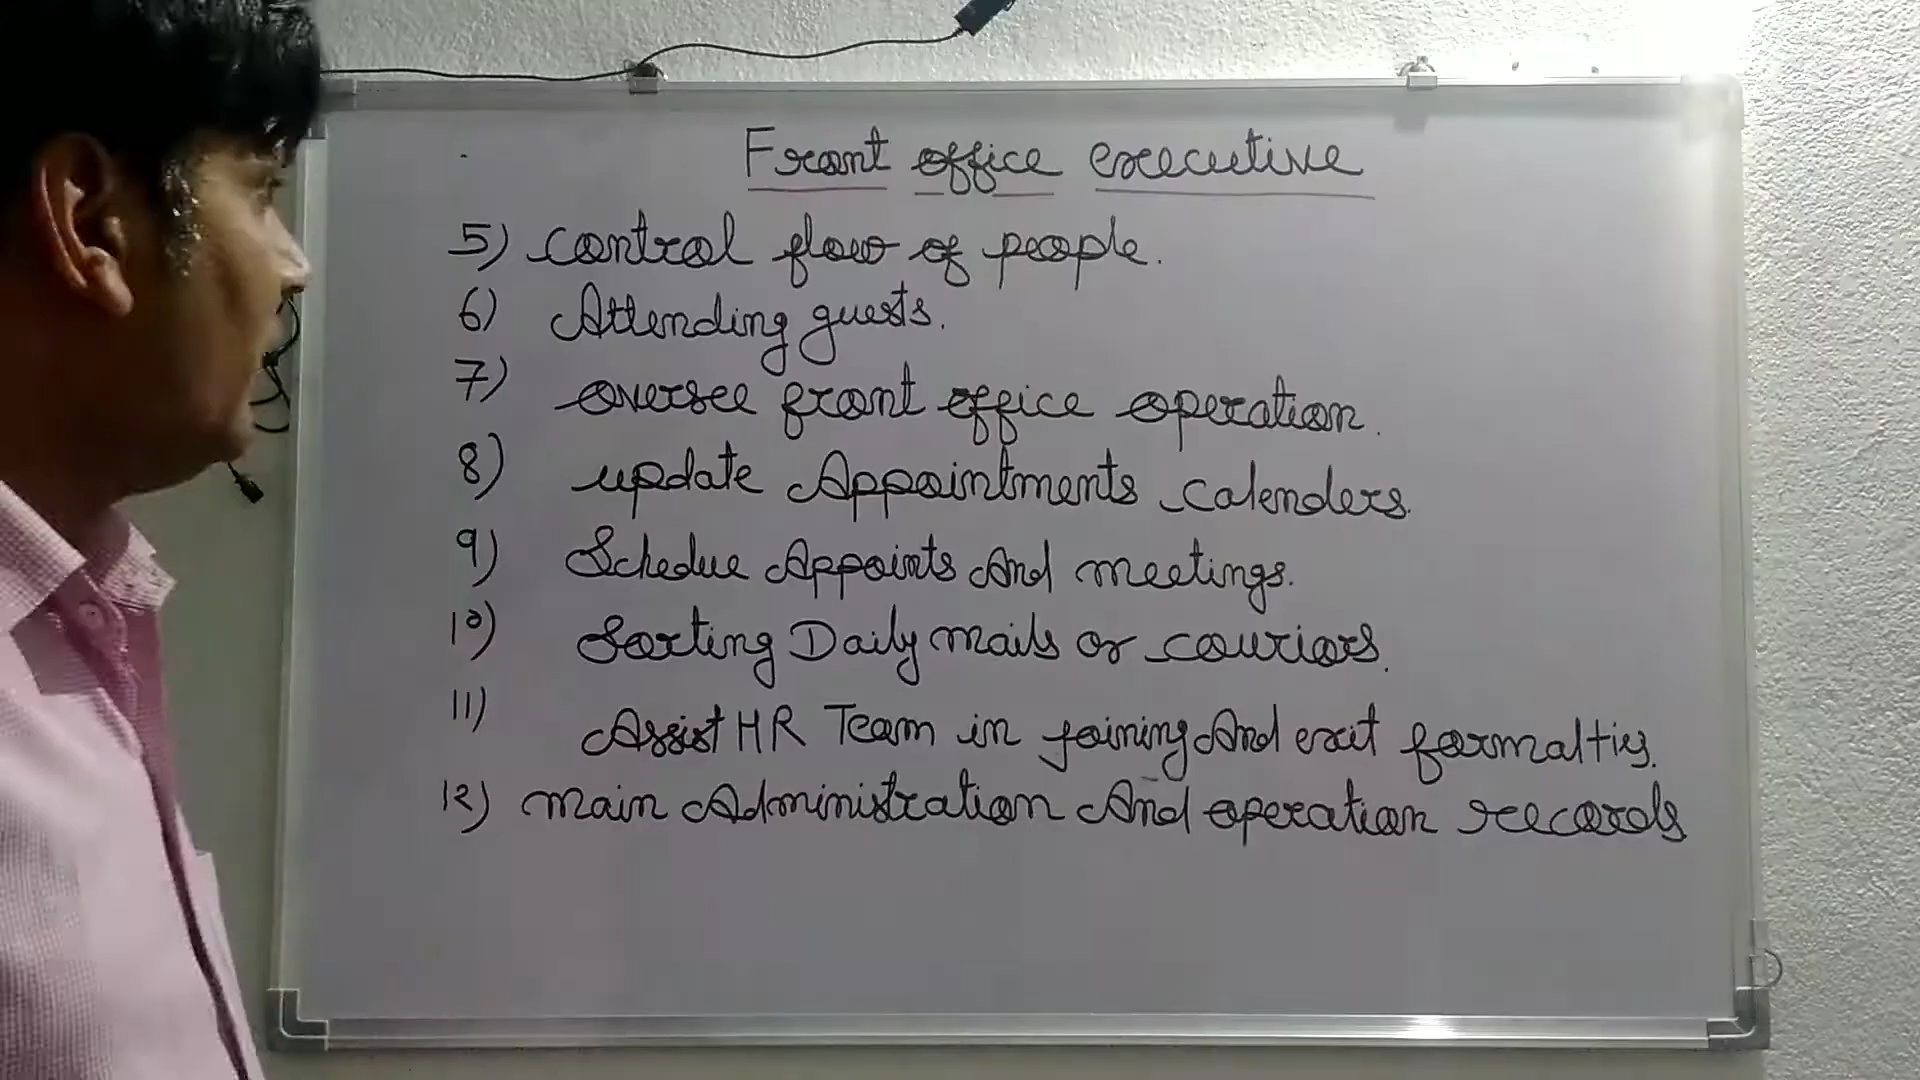 Front office executive
5) control flow of people.
6) Attending guests.
7) oversee front office operation.
8) update Appointments calenders.
9) Schedue Appoints And meetings.
10) Sorting Daily mails or couriors.
11) Assist HR Team in joining And exit formalties.
12) main Administration And operation records